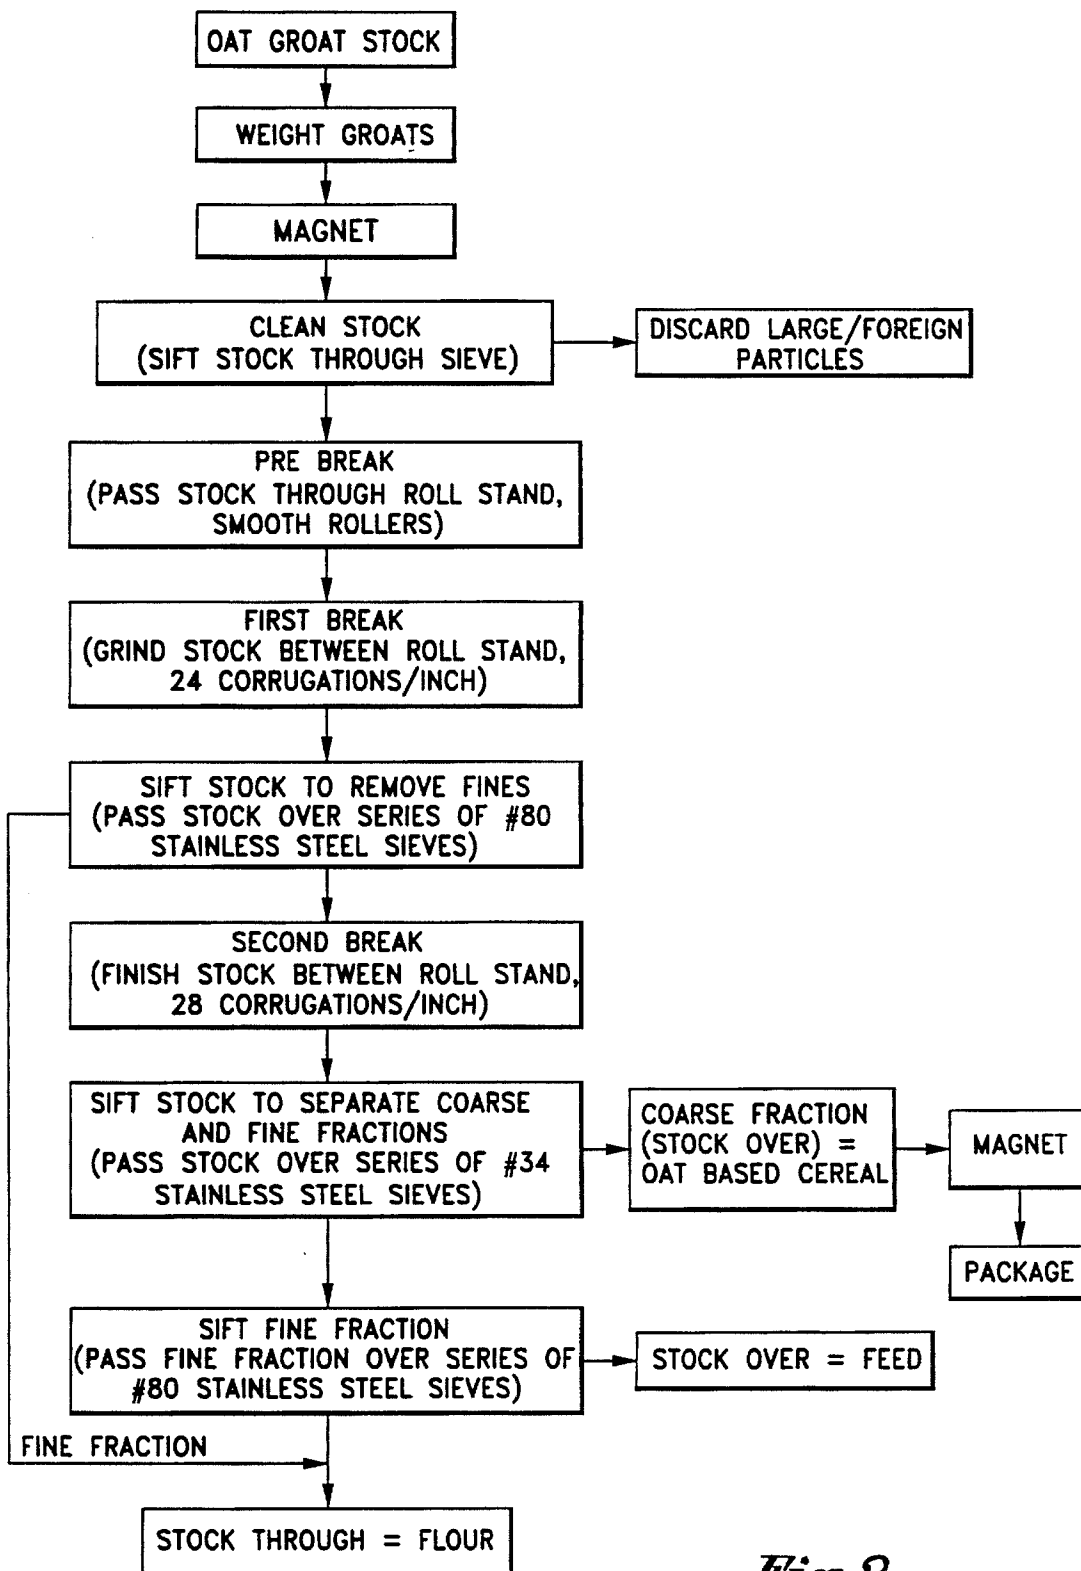 OAT GROAT STOCK
WEIGHT GROATS
MAGNET
CLEAN STOCK
(SIFT STOCK THROUGH SIEVE)
DISCARD LARGE/FOREIGN
PARTICLES
PRE BREAK
(PASS STOCK THROUGH ROLL STAND,
SMOOTH ROLLERS)
FIRST BREAK
(GRIND STOCK BETWEEN ROLL STAND,
24 CORRUGATIONS/INCH)
SIFT STOCK TO REMOVE FINES
(PASS STOCK OVER SERIES OF #80
STAINLESS STEEL SIEVES)
SECOND BREAK
(FINISH STOCK BETWEEN ROLL STAND,
28 CORRUGATIONS/INCH)
SIFT STOCK TO SEPARATE COARSE
AND FINE FRACTIONS
(PASS STOCK OVER SERIES OF #34
STAINLESS STEEL SIEVES)
COARSE FRACTION
(STOCK OVER) =
OAT BASED CEREAL
MAGNET
PACKAGE
SIFT FINE FRACTION
(PASS FINE FRACTION OVER SERIES OF
#80 STAINLESS STEEL SIEVES)
STOCK OVER = FEED
FINE FRACTION
STOCK THROUGH = FLOUR